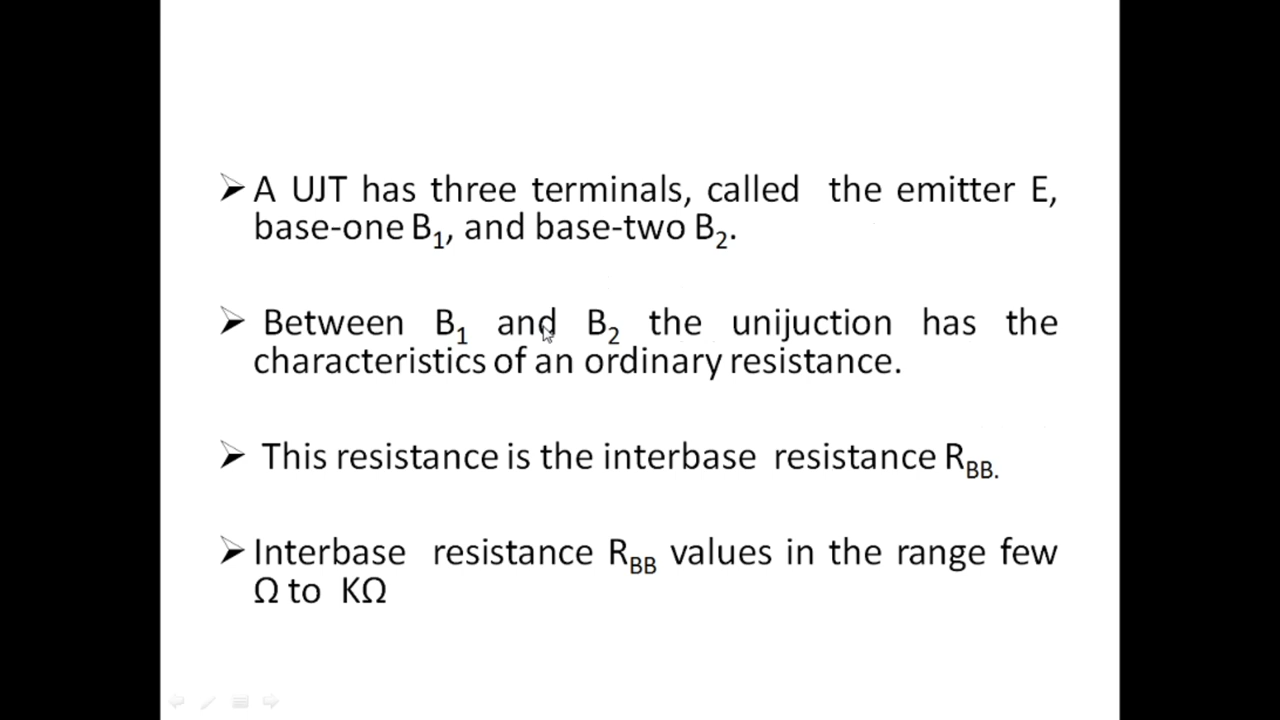 ➢A UJT has three terminals, called the emitter E,
base-one B₁, and base-two B₂.
➢ Between B₁ and B₂ the unijuction has the
characteristics of an ordinary resistance.
➢ This resistance is the interbase resistance R_BB.
➢Interbase resistance R_BB values in the range few
Ω to KΩ